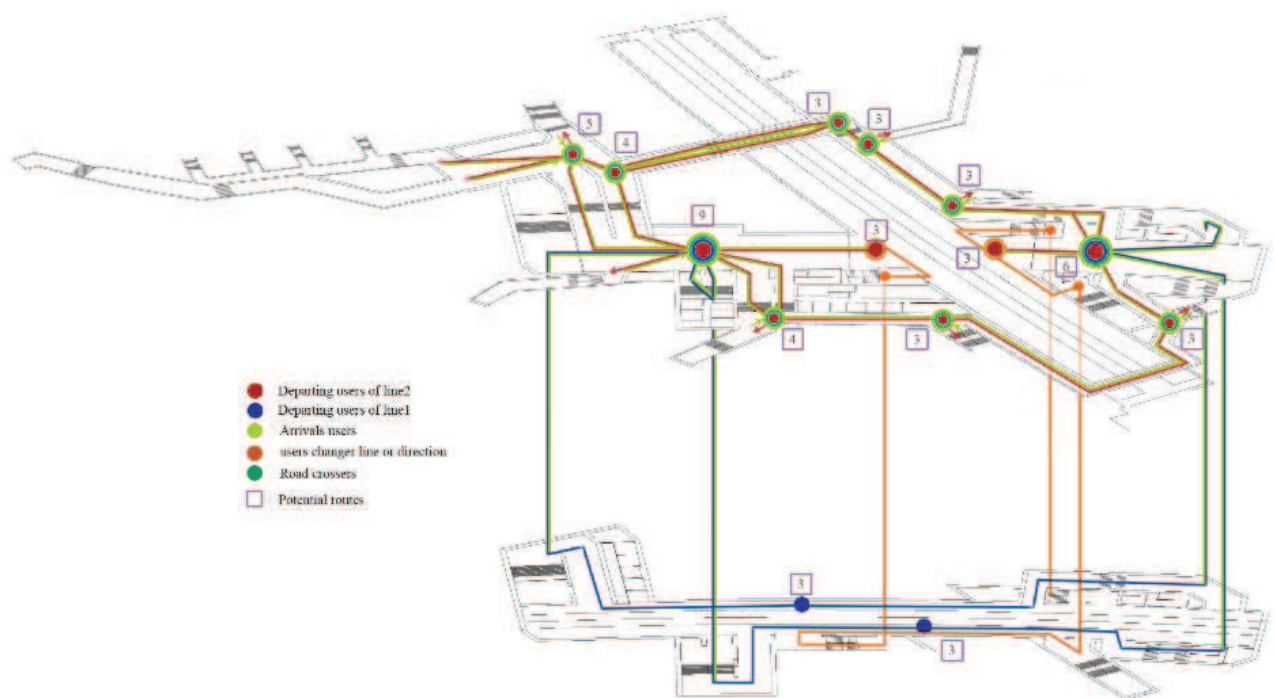 3
3
5
4
3
9
3
3
6
3
4
3
Departing users of line2
Departing users of line1
Arrivals users
users changer line or direction
Road crossers
Potential routes
3
3